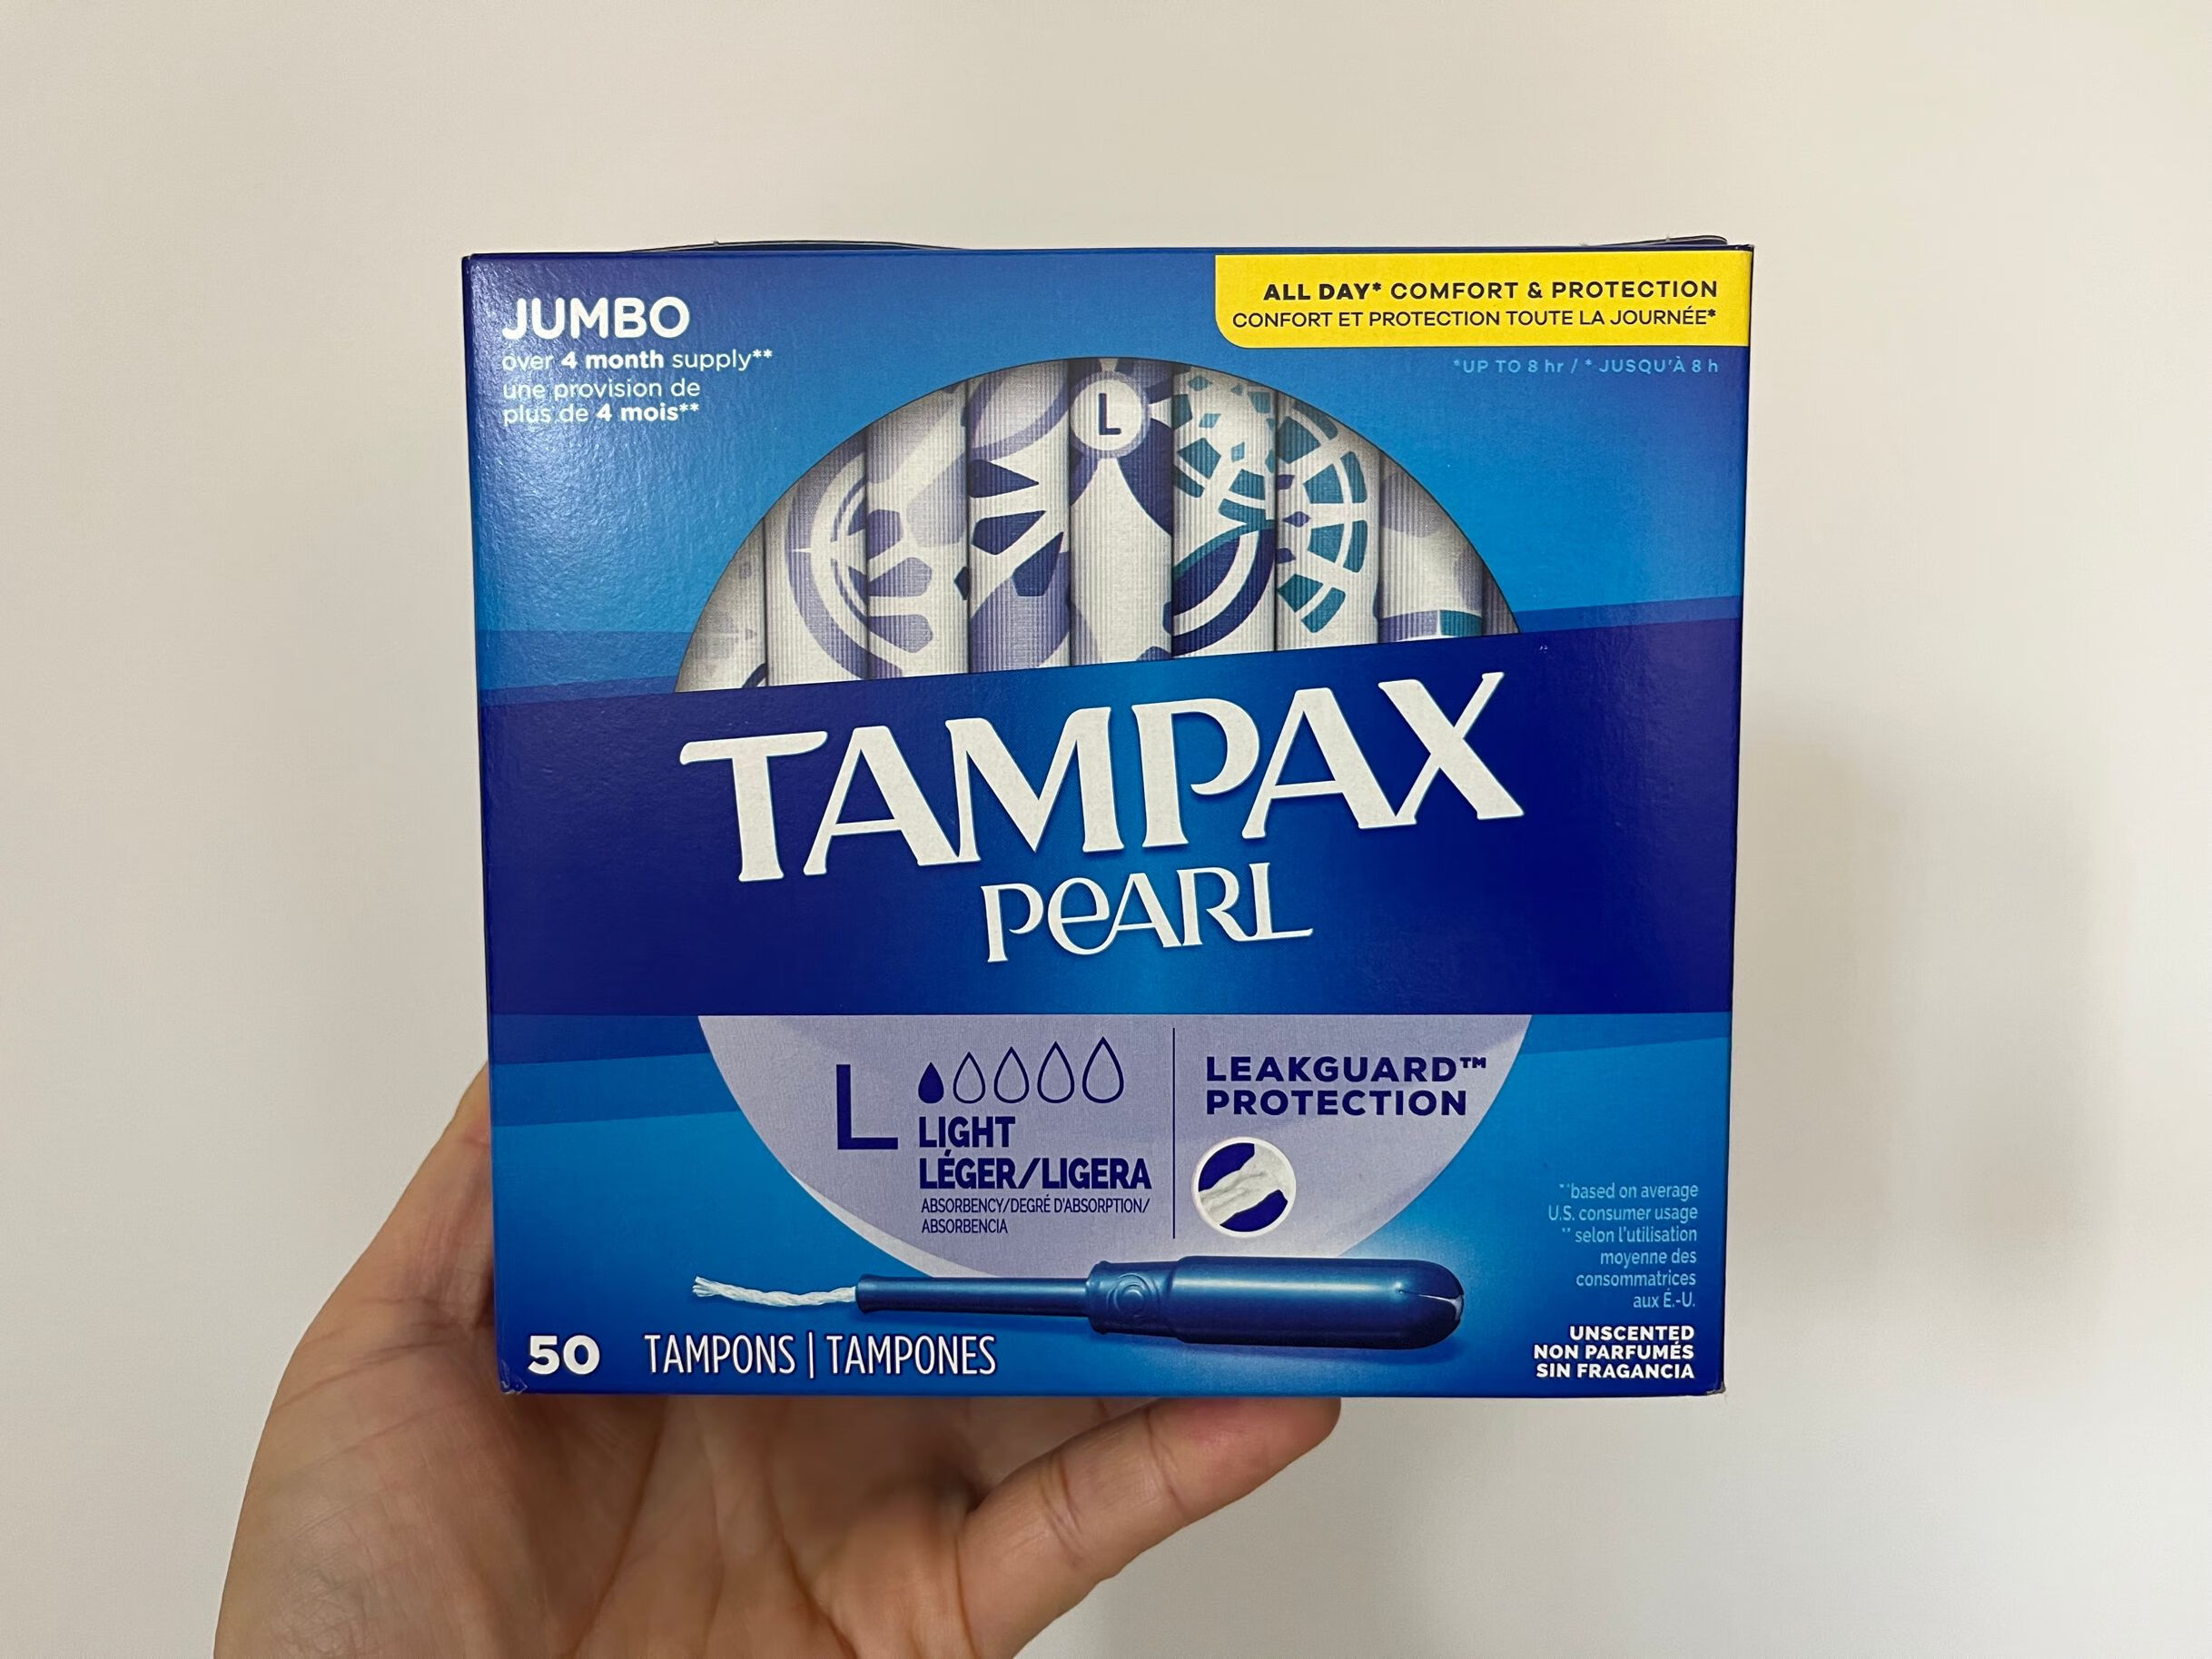 JUMBO
over 4 month supply**
une provision de
plus de 4 mois**
ALL DAY* COMFORT & PROTECTION
CONFORT ET PROTECTION TOUTE LA JOURNÉE*
*UP TO 8 hr / * JUSQU'À 8 h
L
TAMPAX
PEARL
L
LIGHT
LÉGER/LIGERA
ABSORBENCY/DEGRÉ D'ABSORPTION/
ABSORBENCIA
LEAKGUARD™
PROTECTION
**based on average
U.S. consumer usage
** selon l'utilisation
moyenne des
consommatrices
aux É.-U.
50 TAMPONS | TAMPONES
UNSCENTED
NON PARFUMÉS
SIN FRAGANCIA